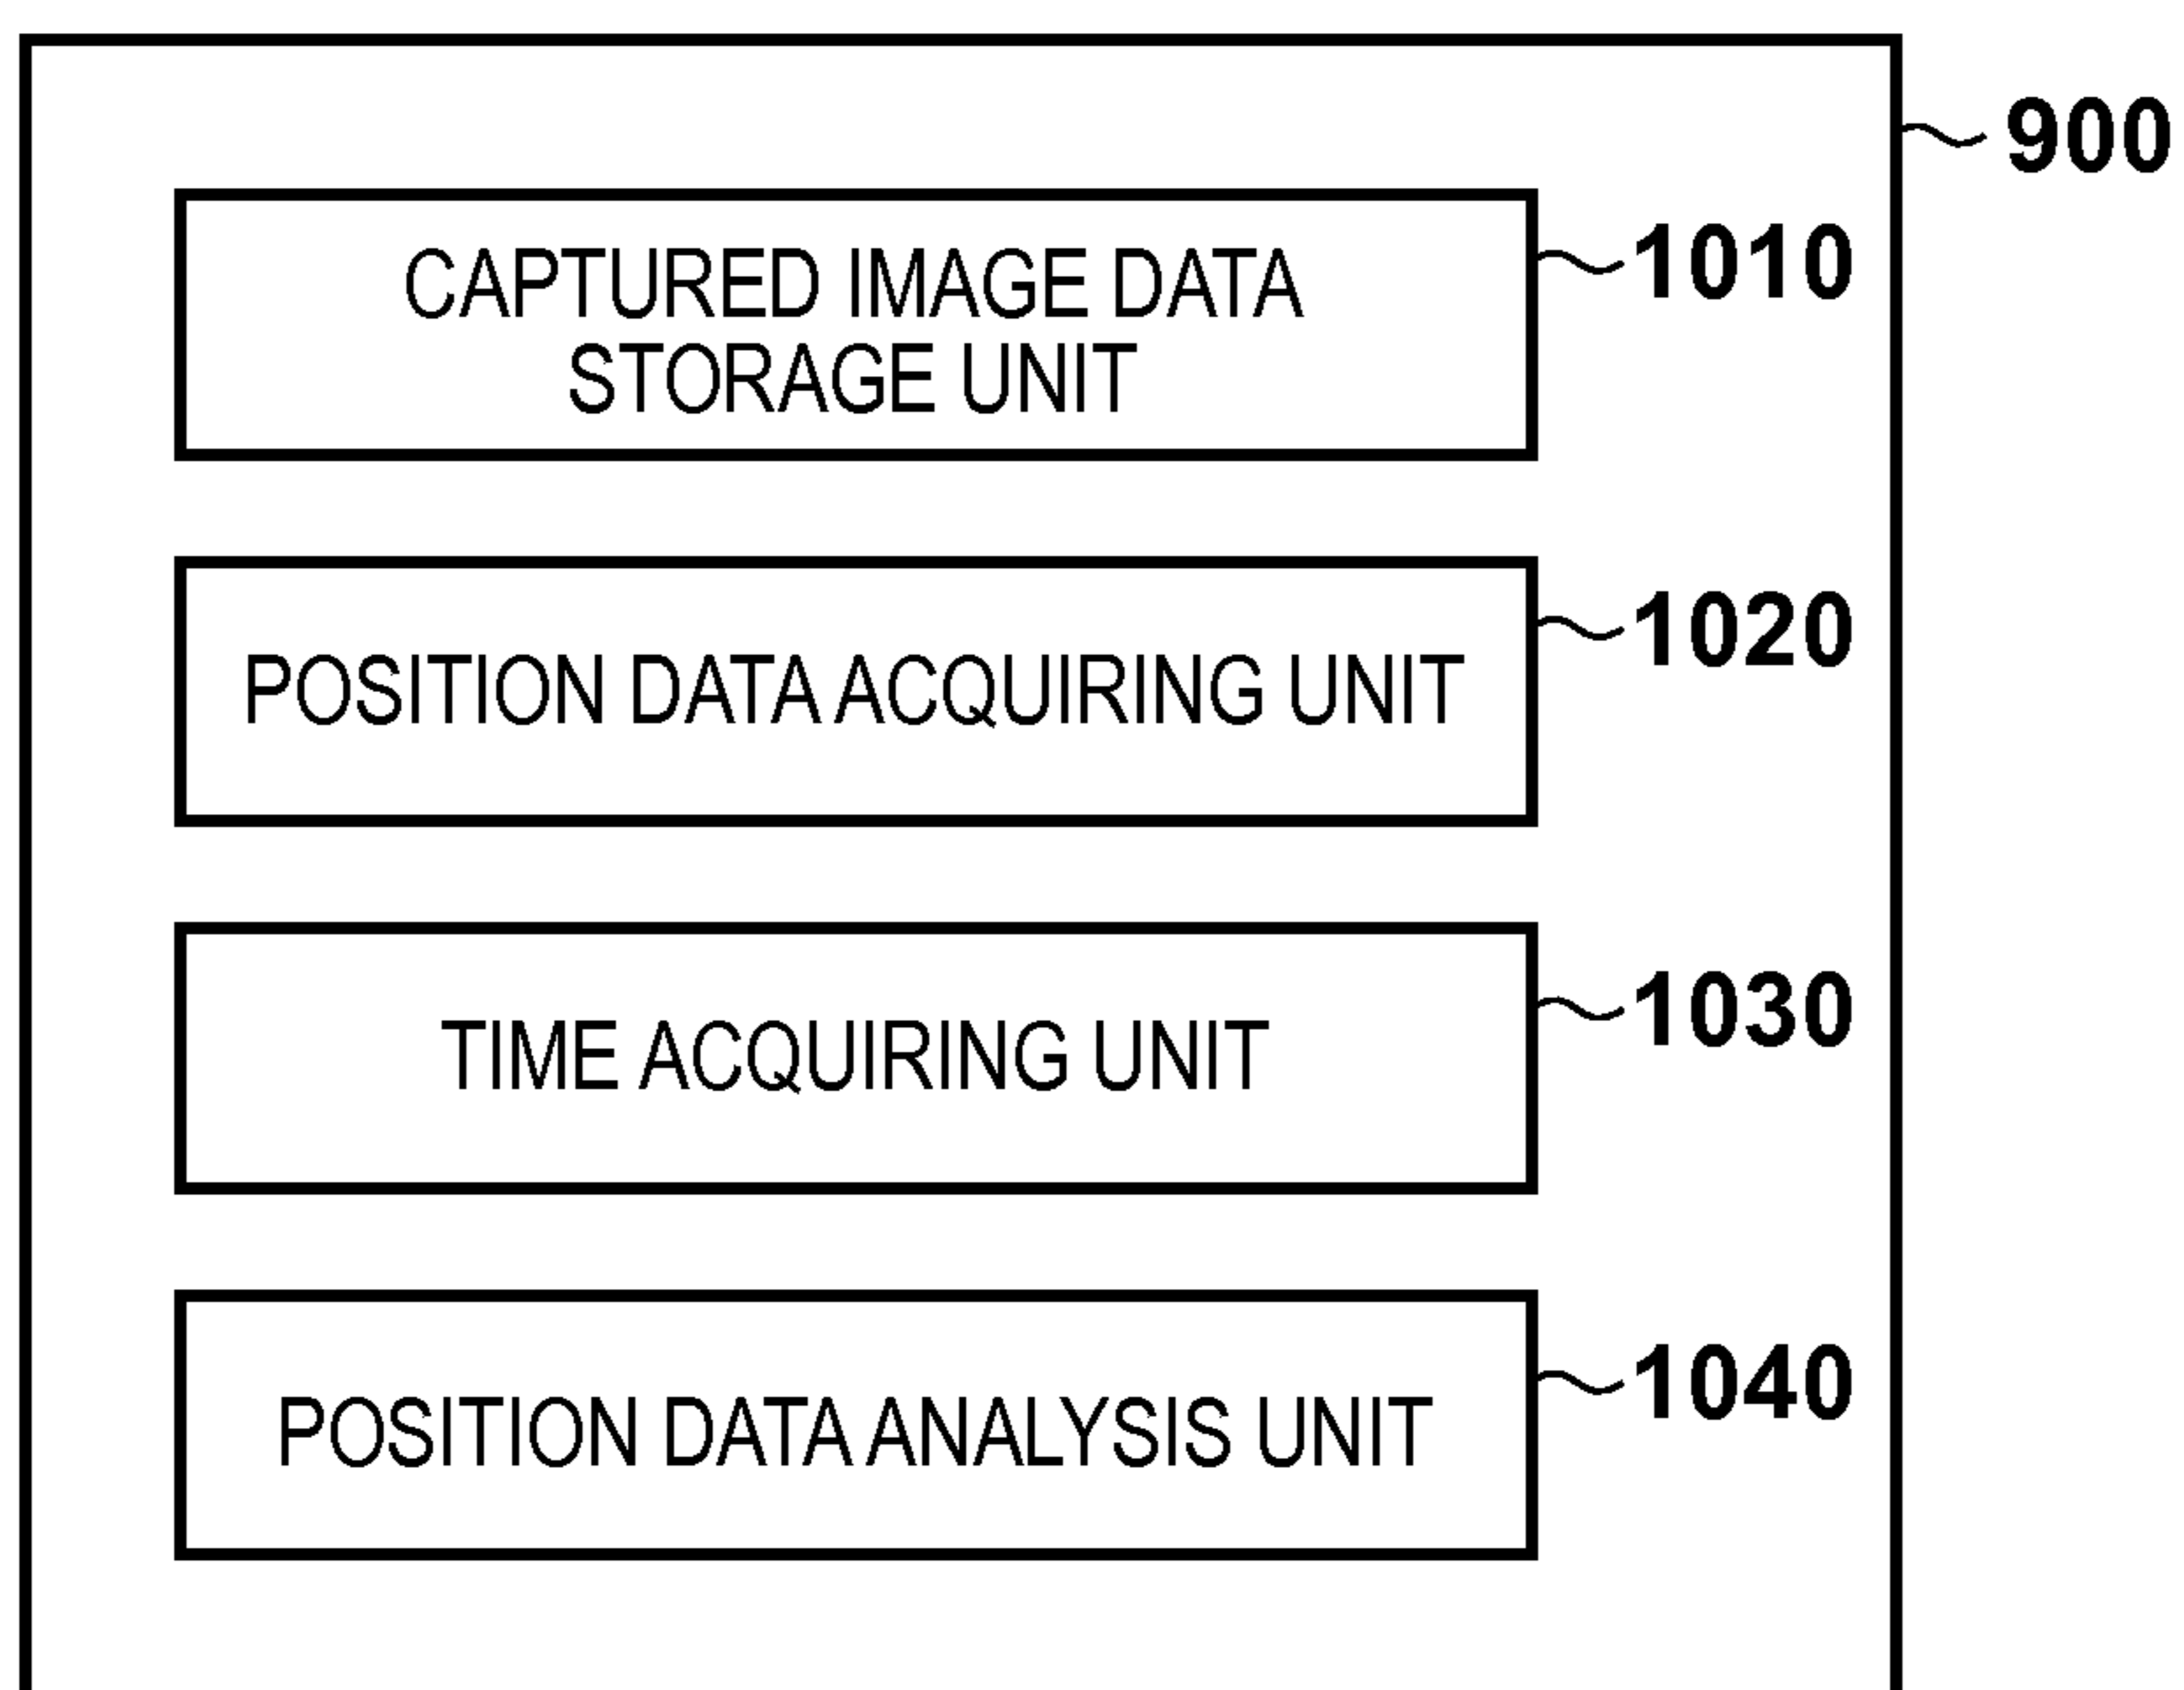 900
CAPTURED IMAGE DATA
STORAGE UNIT
1010
POSITION DATA ACQUIRING UNIT
1020
TIME ACQUIRING UNIT
1030
POSITION DATA ANALYSIS UNIT
1040